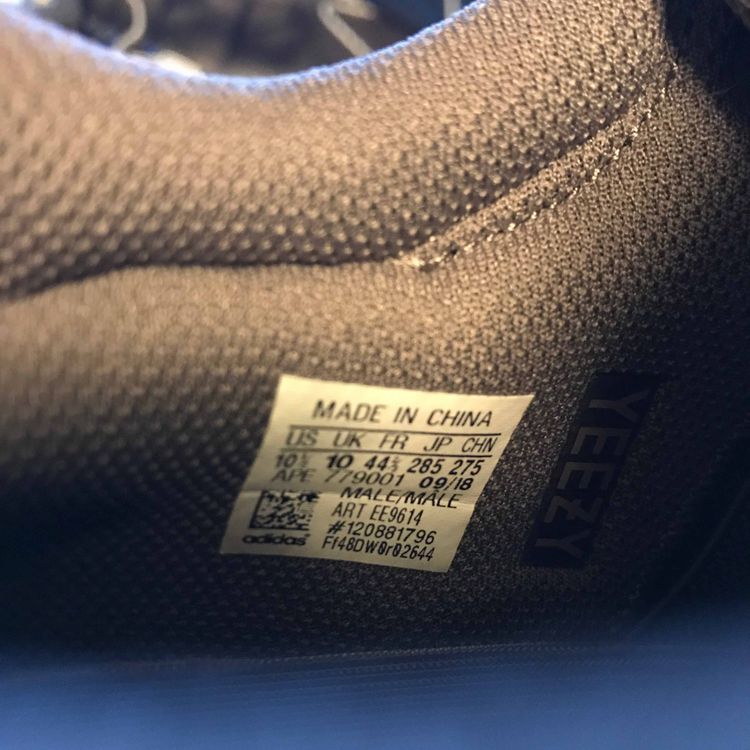 MADE IN CHINA
US UK FR JP CHN
10½ 10 44⅔ 285 275
APE 779001 09/18
MALE/MALE
ART EE9614
#120881796
Ff48DW0r02644
adidas
YEEZY